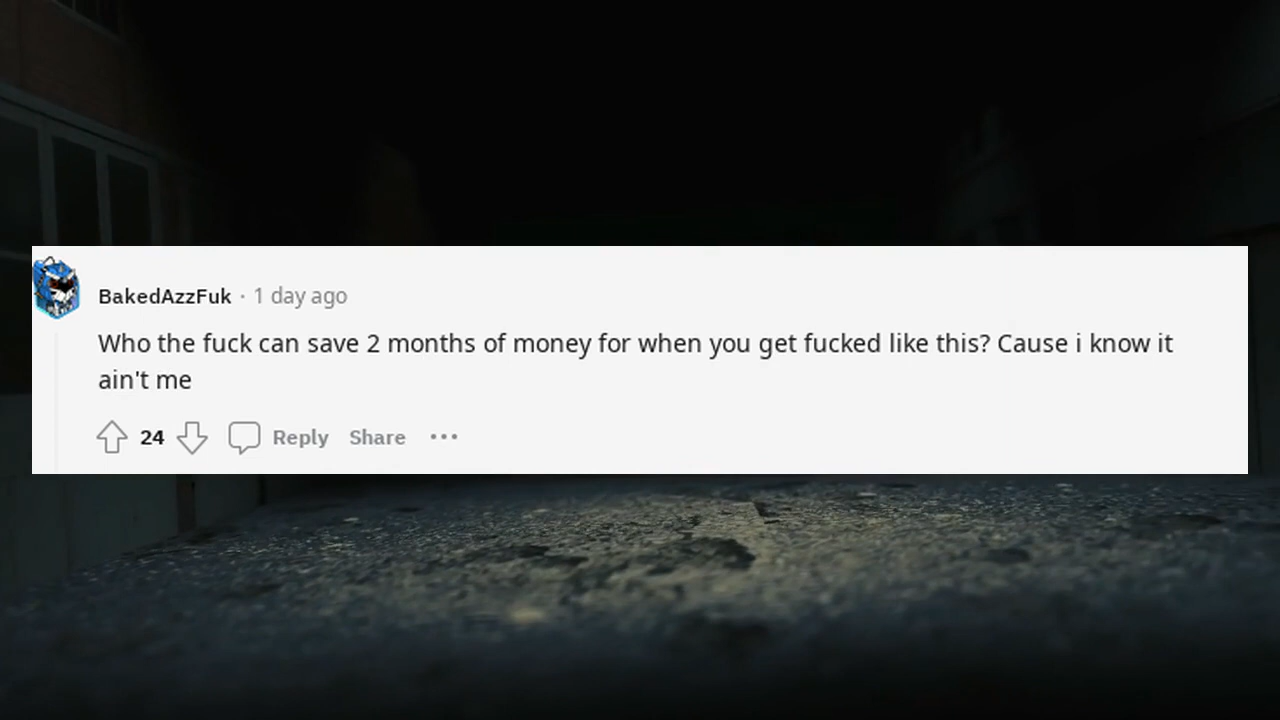 BakedAzzFuk · 1 day ago
Who the fuck can save 2 months of money for when you get fucked like this? Cause i know it
ain't me
24 Reply Share ···